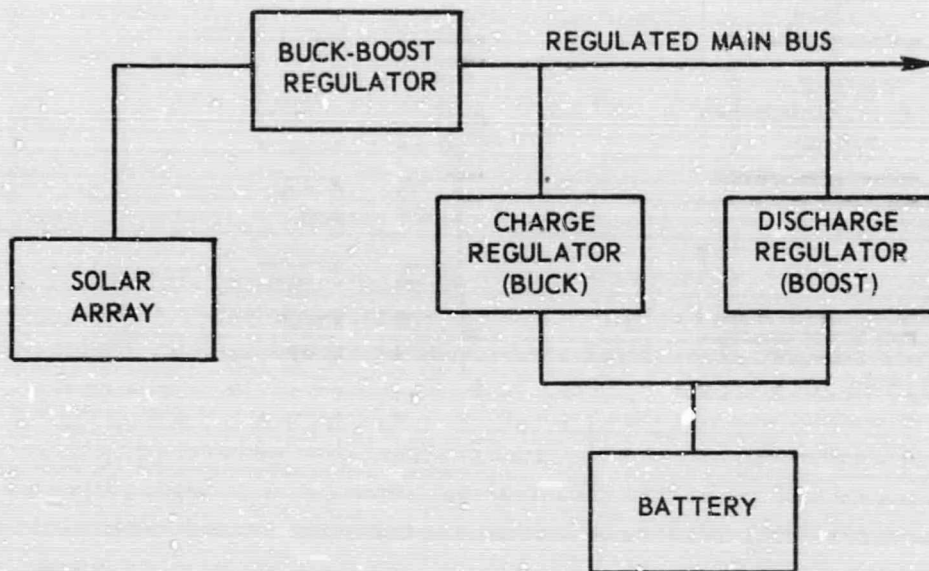 BUCK-BOOST
REGULATOR
REGULATED MAIN BUS
SOLAR
ARRAY
CHARGE
REGULATOR
(BUCK)
DISCHARGE
REGULATOR
(BOOST)
BATTERY